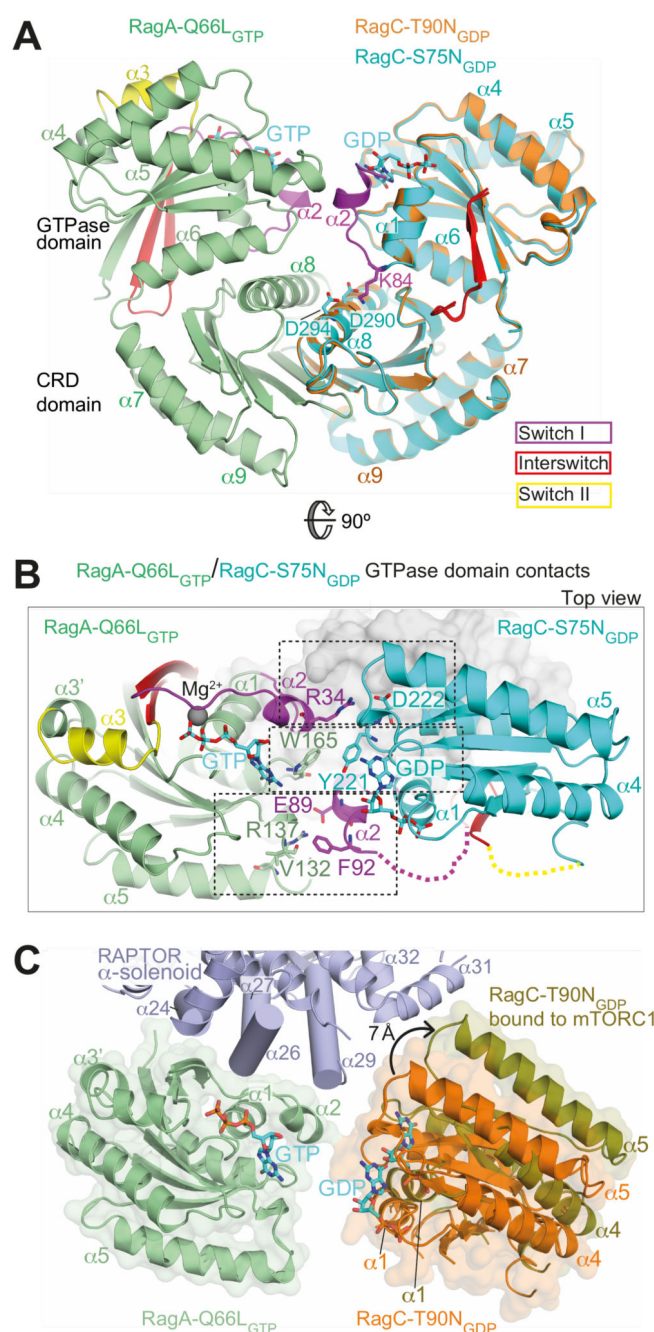 A
RagA-Q66L GTP
RagC-T90N GDP
RagC-S75N GDP
α3
α4
α5
GTP
α2
α6
GTPase
domain
GDP
α4
α5
α2
α1
α6
K84
α8
D294
D290
α8
CRD
domain
α7
α9
α7
α9
Switch I
Interswitch
Switch II
90º
B
RagA-Q66L GTP/RagC-S75N GDP GTPase domain contacts
Top view
RagA-Q66L GTP
RagC-S75N GDP
α3'
Mg2+
α1
α2
R34
D222
α5
α3
GTP
W165
GDP
Y221
α4
E89
α1
α4
R137
α2
V132
F92
α5
C
RAPTOR
α-solenoid
α32
α31
α27
α24
α26
α29
RagC-T90N GDP
bound to mTORC1
7Å
α3'
α1
α2
α4
GTP
α5
GDP
α5
α4
α5
α1
α1
α4
RagA-Q66L GTP
RagC-T90N GDP